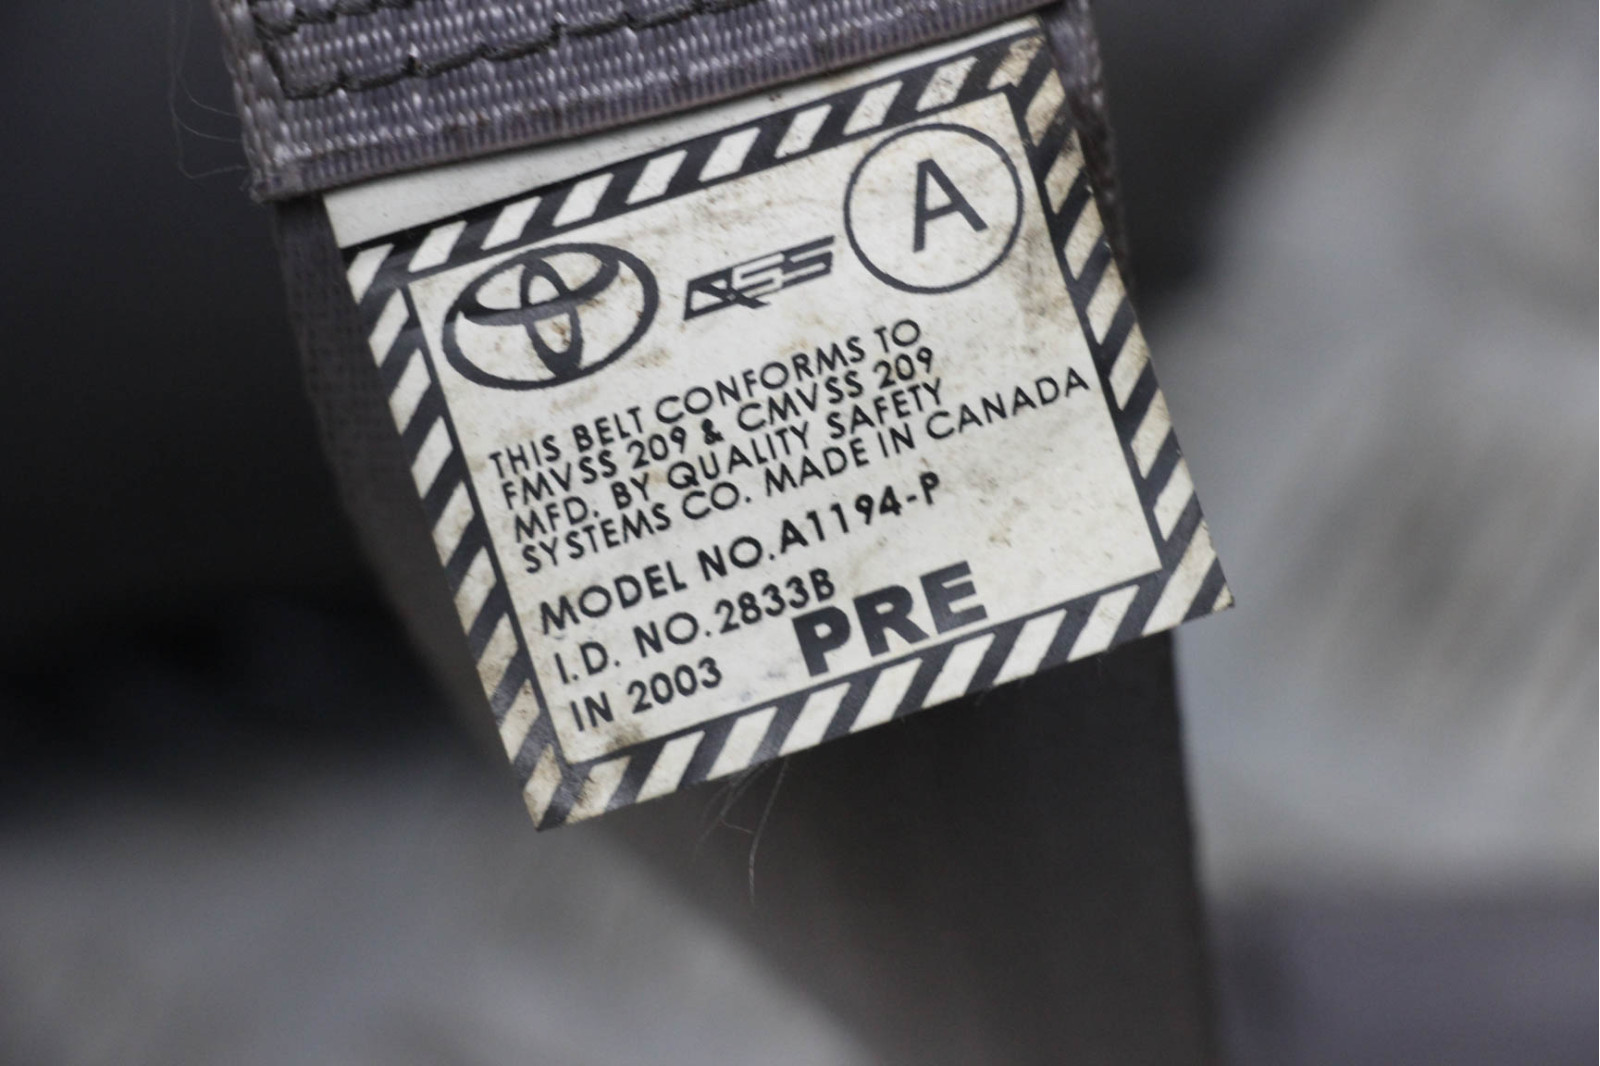 QSS A
THIS BELT CONFORMS TO
FMVSS 209 & CMVSS 209
MFD. BY QUALITY SAFETY
SYSTEMS CO. MADE IN CANADA
MODEL NO.A1194-P
I.D. NO.2833B
IN 2003 PRE